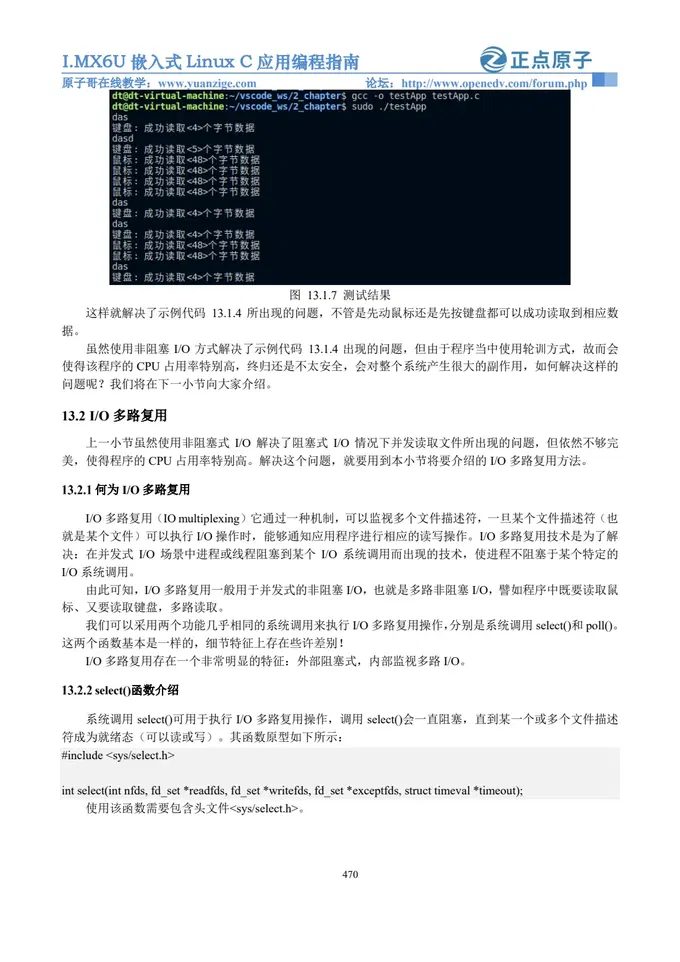 I.MX6U 嵌入式 Linux C 应用编程指南
正点原子
原子哥在线教学：www.yuanzige.com
论坛：http://www.openedv.com/forum.php
dt@dt-virtual-machine:~/vscode_ws/2_chapter$ gcc -o testApp testApp.c
dt@dt-virtual-machine:~/vscode_ws/2_chapter$ sudo ./testApp
das
键盘: 成功读取<4>个字节数据
dasd
键盘: 成功读取<5>个字节数据
鼠标: 成功读取<48>个字节数据
鼠标: 成功读取<48>个字节数据
鼠标: 成功读取<48>个字节数据
鼠标: 成功读取<48>个字节数据
das
键盘: 成功读取<4>个字节数据
das
键盘: 成功读取<4>个字节数据
鼠标: 成功读取<48>个字节数据
鼠标: 成功读取<48>个字节数据
das
键盘: 成功读取<4>个字节数据
图 13.1.7 测试结果
这样就解决了示例代码 13.1.4 所出现的问题，不管是先动鼠标还是先按键盘都可以成功读取到相应数
据。
虽然使用非阻塞 I/O 方式解决了示例代码 13.1.4 出现的问题，但由于程序当中使用轮训方式，故而会
使得该程序的 CPU 占用率特别高，终归还是不太安全，会对整个系统产生很大的副作用，如何解决这样的
问题呢？我们将在下一小节向大家介绍。
13.2 I/O 多路复用
上一小节虽然使用非阻塞式 I/O 解决了阻塞式 I/O 情况下并发读取文件所出现的问题，但依然不够完
美，使得程序的 CPU 占用率特别高。解决这个问题，就要用到本小节将要介绍的 I/O 多路复用方法。
13.2.1 何为 I/O 多路复用
I/O 多路复用（IO multiplexing）它通过一种机制，可以监视多个文件描述符，一旦某个文件描述符（也
就是某个文件）可以执行 I/O 操作时，能够通知应用程序进行相应的读写操作。I/O 多路复用技术是为了解
决：在并发式 I/O 场景中进程或线程阻塞到某个 I/O 系统调用而出现的技术，使进程不阻塞于某个特定的
I/O 系统调用。
由此可知，I/O 多路复用一般用于并发式的非阻塞 I/O，也就是多路非阻塞 I/O，譬如程序中既要读取鼠
标、又要读取键盘，多路读取。
我们可以采用两个功能几乎相同的系统调用来执行 I/O 多路复用操作，分别是系统调用 select()和 poll()。
这两个函数基本是一样的，细节特征上存在些许差别！
I/O 多路复用存在一个非常明显的特征：外部阻塞式，内部监视多路 I/O。
13.2.2 select()函数介绍
系统调用 select()可用于执行 I/O 多路复用操作，调用 select()会一直阻塞，直到某一个或多个文件描述
符成为就绪态（可以读或写）。其函数原型如下所示：
#include <sys/select.h>
int select(int nfds, fd_set *readfds, fd_set *writefds, fd_set *exceptfds, struct timeval *timeout);
使用该函数需要包含头文件<sys/select.h>。
470